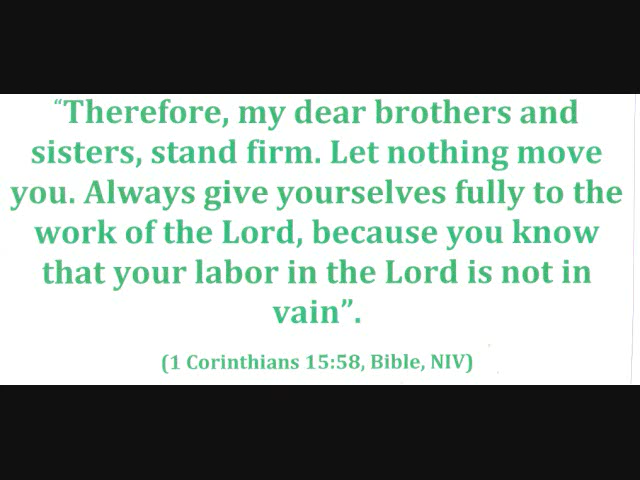 “Therefore, my dear brothers and
sisters, stand firm. Let nothing move
you. Always give yourselves fully to the
work of the Lord, because you know
that your labor in the Lord is not in
vain”.
(1 Corinthians 15:58, Bible, NIV)